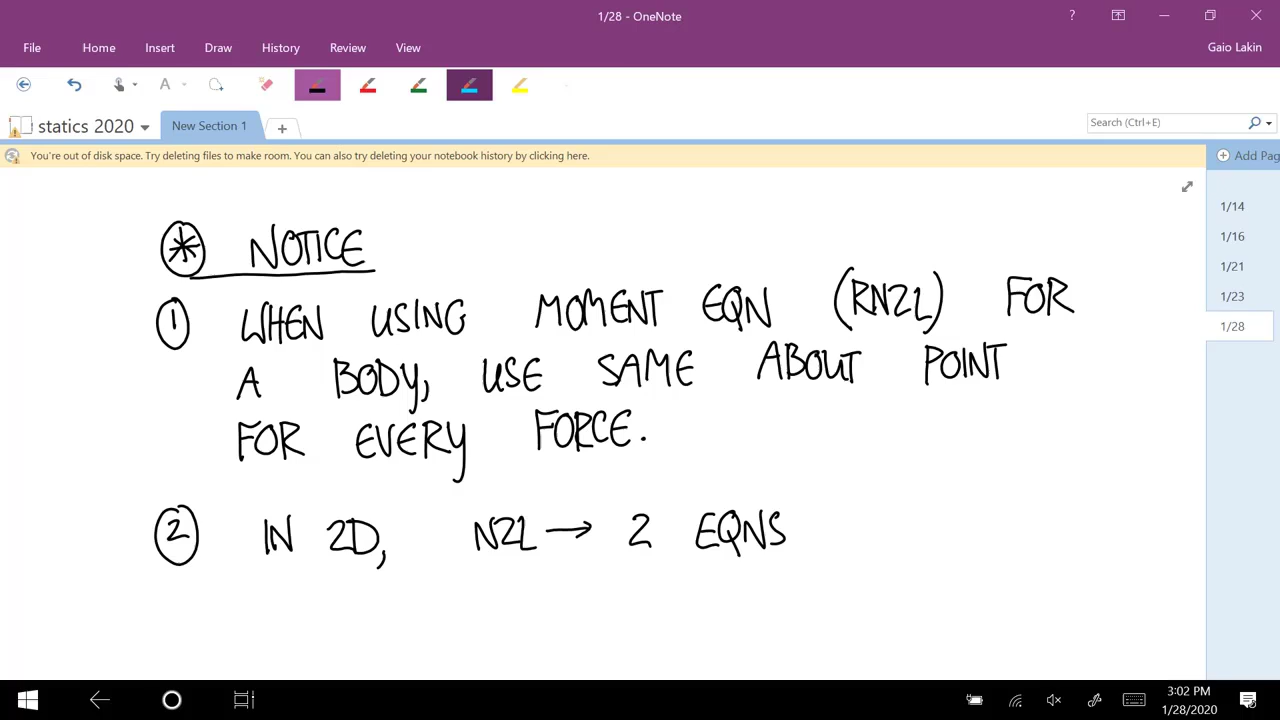 1/28 - OneNote
?
File Home Insert Draw History Review View
Gaio Lakin
A
statics 2020
New Section 1
+
Search (Ctrl+E)
You're out of disk space. Try deleting files to make room. You can also try deleting your notebook history by clicking here.
Add Pag
1/14
1/16
1/21
1/23
1/28
* NOTICE
1 WHEN USING MOMENT EQN (RN2L) FOR
A BODY, USE SAME ABOUT POINT
FOR EVERY FORCE.
2 IN 2D, N2L → 2 EQNS
3:02 PM
1/28/2020